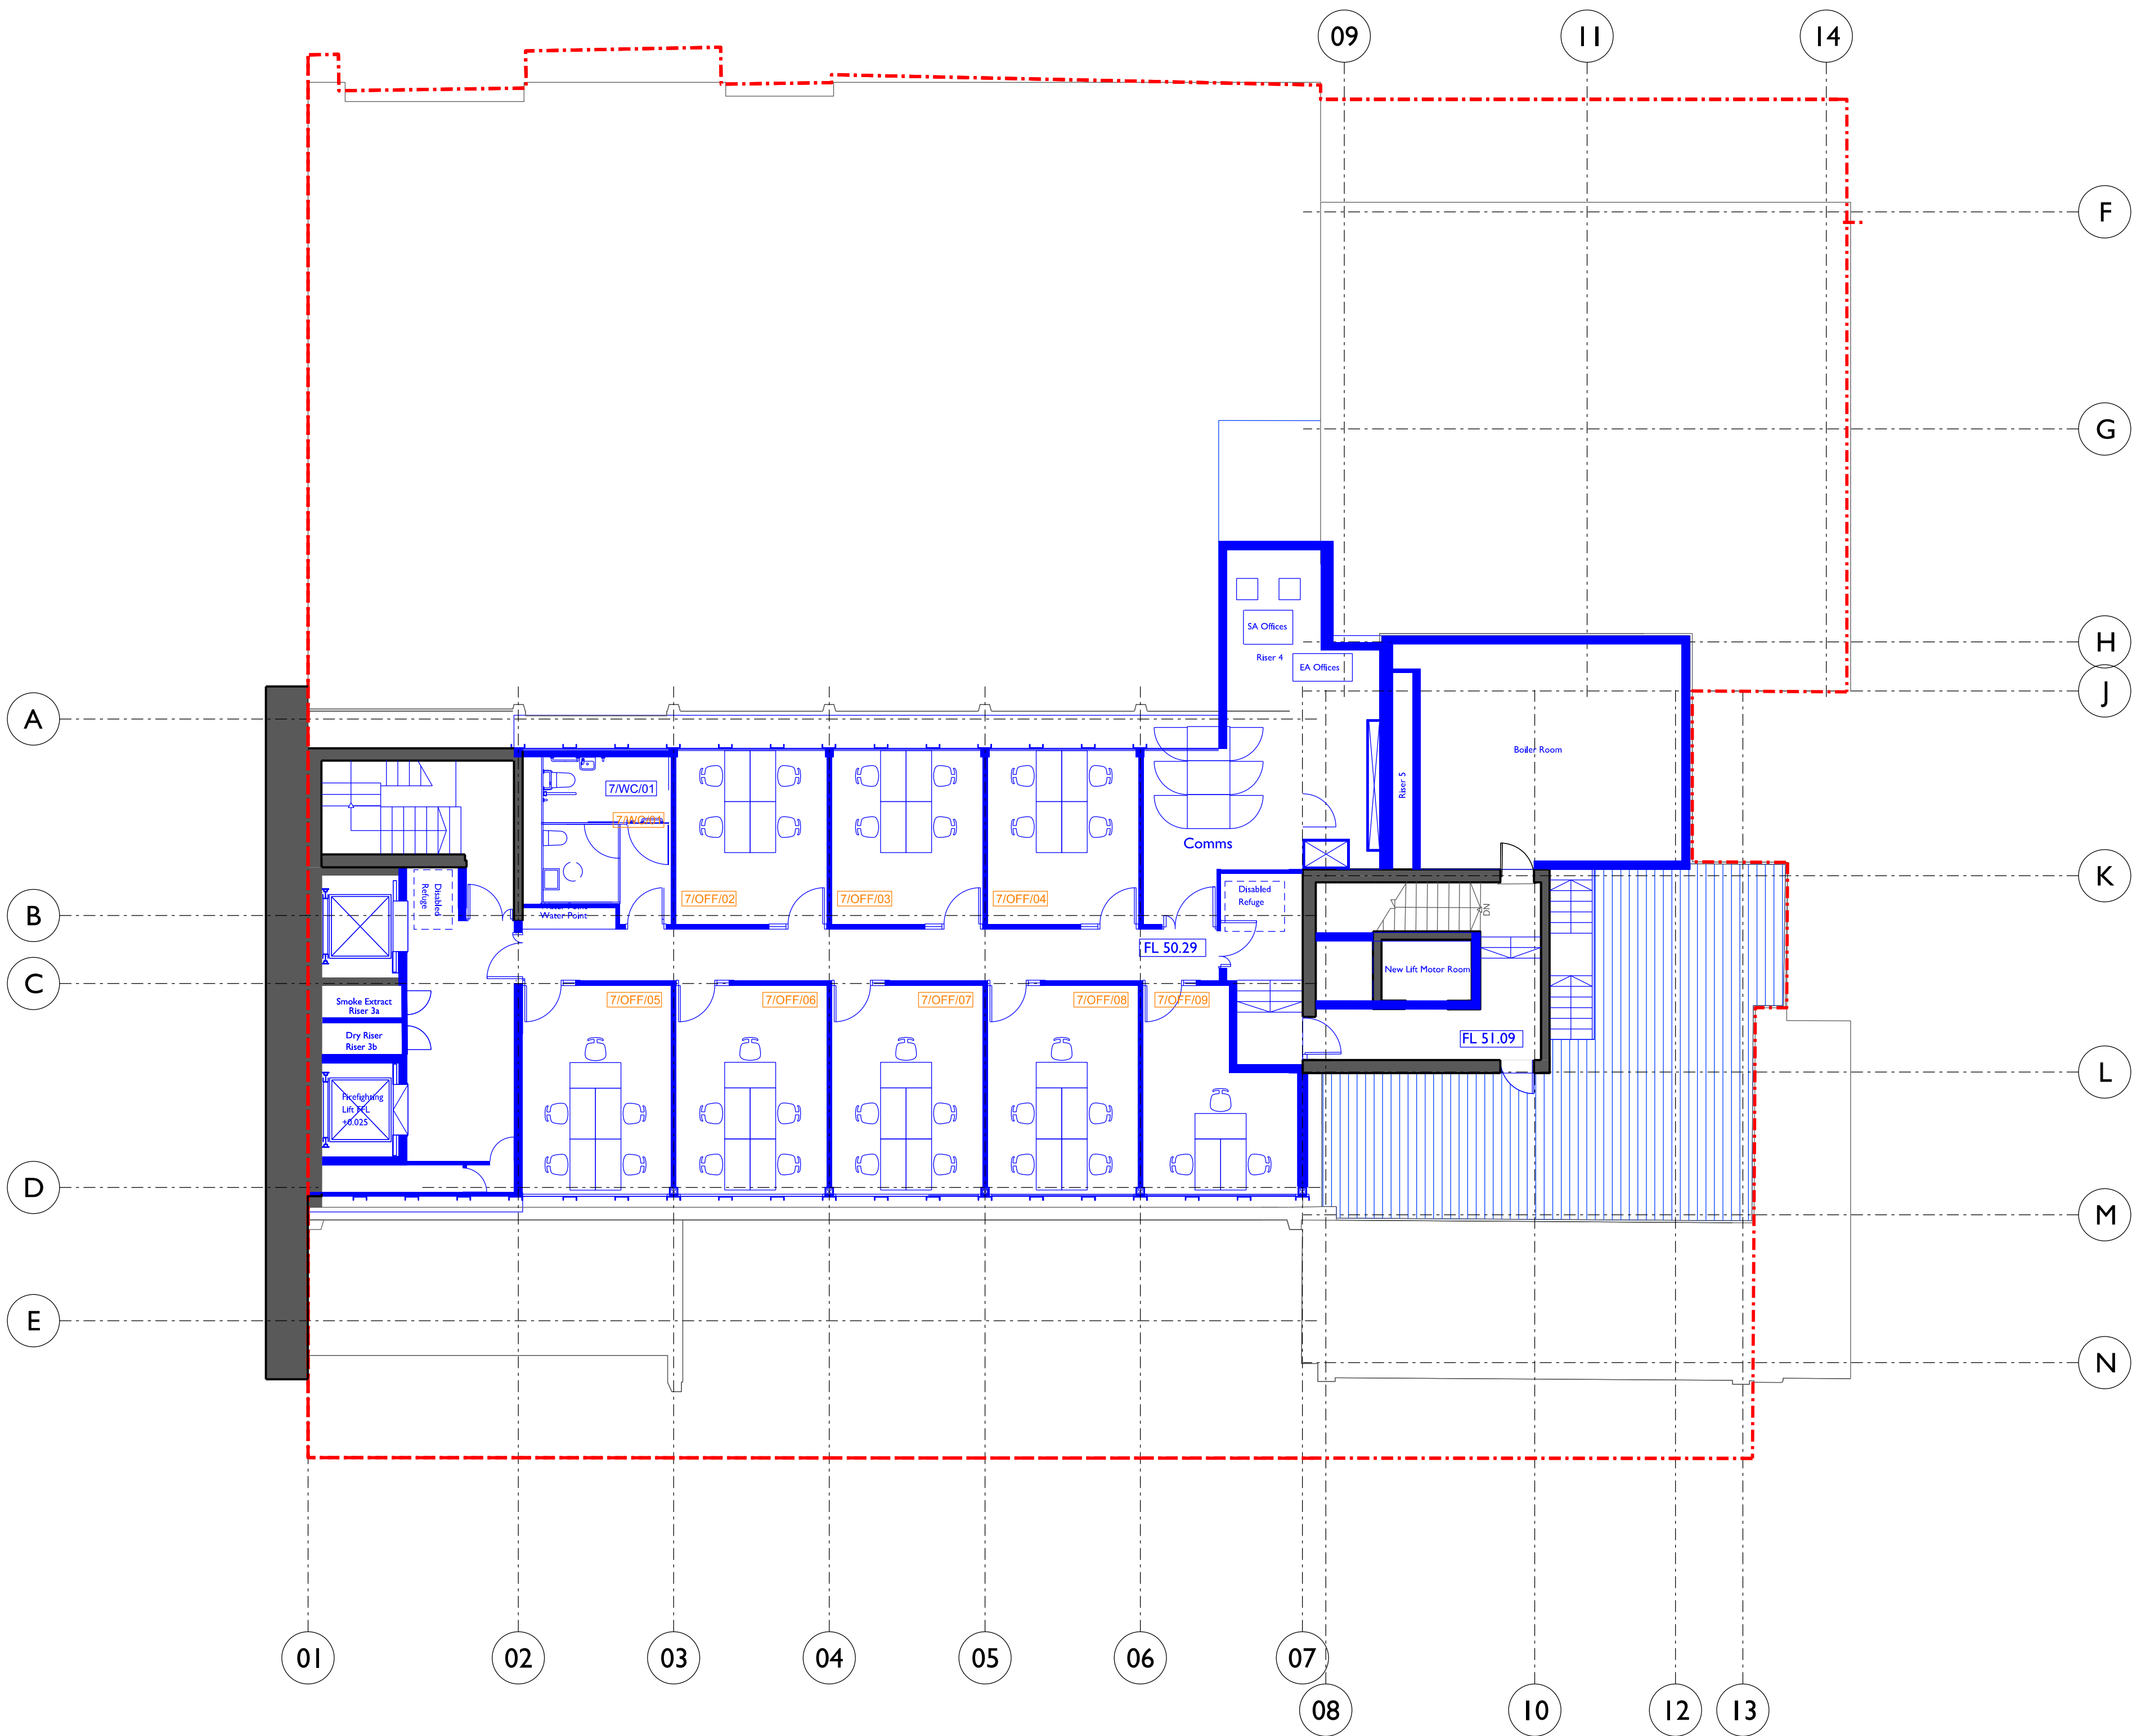 09
11
14
F
G
H
J
A
K
B
C
L
D
M
E
N
SA Offices
Riser 4
EA Offices
Boiler Room
Riser 5
7/WC/01
Comms
7/OFF/02
7/OFF/03
7/OFF/04
Disabled
Refuge
Water Point
Disabled
Refuge
FL 50.29
DN
New Lift Motor Room
Smoke Extract
Riser 3a
7/OFF/05
7/OFF/06
7/OFF/07
7/OFF/08
7/OFF/09
Dry Riser
Riser 3b
FL 51.09
Firefighting
Lift FFL
+0.025
01
02
03
04
05
06
07
08
10
12
13